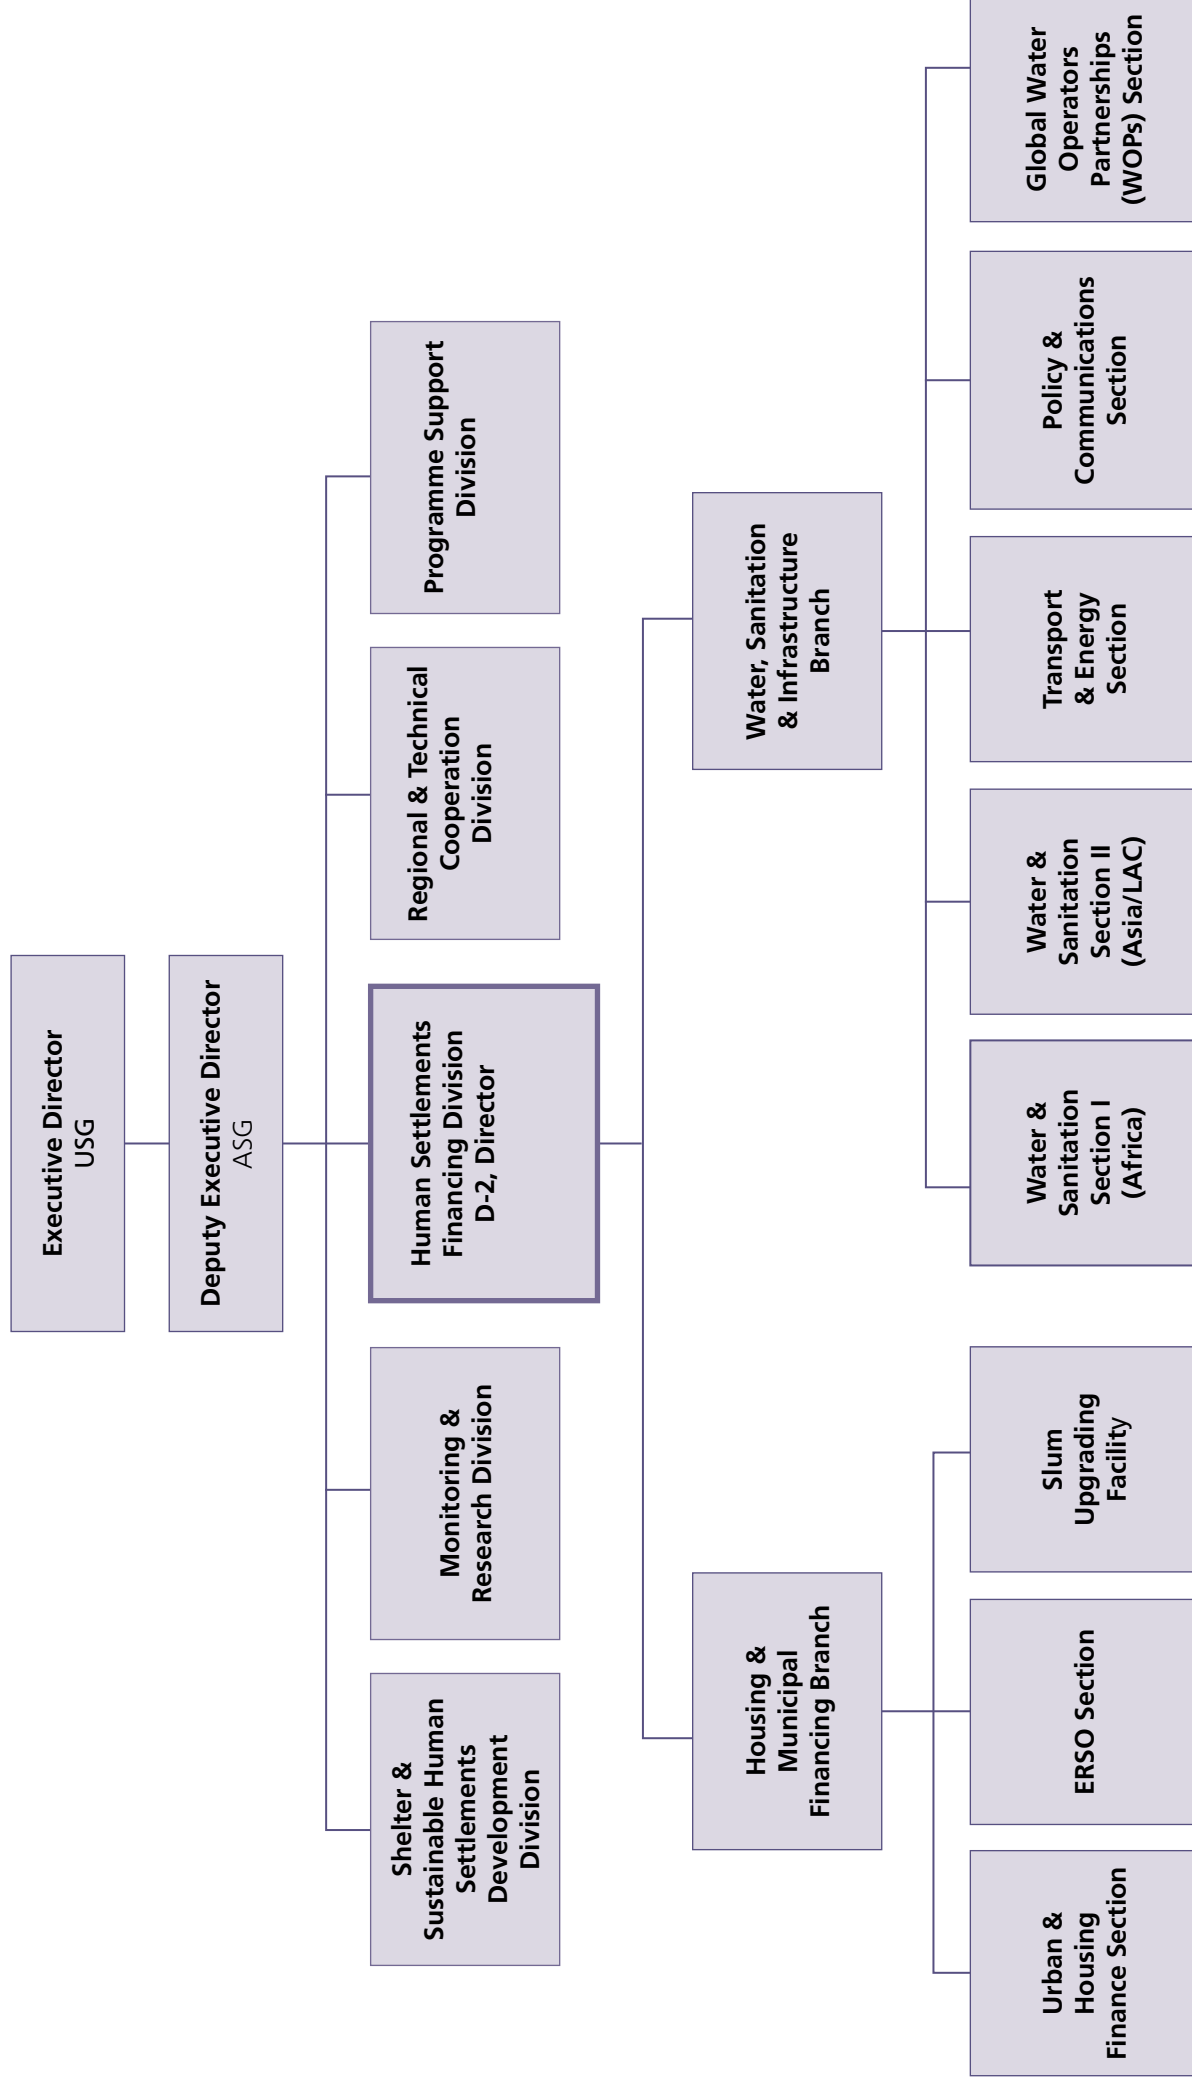 Executive Director
USG
Deputy Executive Director
ASG
Shelter &
Sustainable Human
Settlements
Development
Division
Monitoring &
Research Division
Human Settlements
Financing Division
D-2, Director
Regional & Technical
Cooperation
Division
Programme Support
Division
Housing &
Municipal
Financing Branch
Water, Sanitation
& Infrastructure
Branch
Urban &
Housing
Finance Section
ERSO Section
Slum
Upgrading
Facility
Water &
Sanitation
Section I
(Africa)
Water &
Sanitation
Section II
(Asia/LAC)
Transport
& Energy
Section
Policy &
Communications
Section
Global Water
Operators
Partnerships
(WOPs) Section